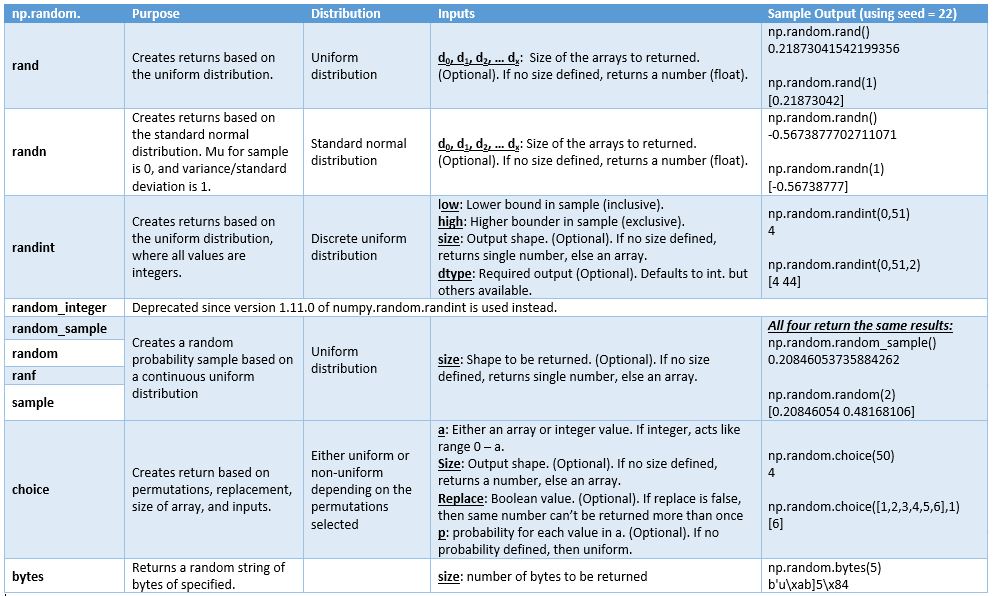 np.random.
Purpose
Distribution
Inputs
Sample Output (using seed = 22)
rand
Creates returns based on
the uniform distribution.
Uniform
distribution
d0, d1, d2, ... dx: Size of the arrays to returned.
(Optional). If no size defined, returns a number (float).
np.random.rand()
0.21873041542199356
np.random.rand(1)
[0.21873042]
randn
Creates returns based on
the standard normal
distribution. Mu for sample
is 0, and variance/standard
deviation is 1.
Standard normal
distribution
d0, d1, d2, ... dx: Size of the arrays to returned.
(Optional). If no size defined, returns a number (float).
np.random.randn()
-0.5673877702711071
np.random.randn(1)
[-0.56738777]
randint
Creates returns based on
the uniform distribution,
where all values are
integers.
Discrete uniform
distribution
low: Lower bound in sample (inclusive).
high: Higher bounder in sample (exclusive).
size: Output shape. (Optional). If no size defined,
returns single number, else an array.
dtype: Required output (Optional). Defaults to int. but
others available.
np.random.randint(0,51)
4
np.random.randint(0,51,2)
[4 44]
random_integer
Deprecated since version 1.11.0 of numpy.random.randint is used instead.
random_sample
random
ranf
sample
Creates a random
probability sample based on
a continuous uniform
distribution
Uniform
distribution
size: Shape to be returned. (Optional). If no size
defined, returns single number, else an array.
All four return the same results:
np.random.random_sample()
0.20846053735884262
np.random.random(2)
[0.20846054 0.48168106]
choice
Creates return based on
permutations, replacement,
size of array, and inputs.
Either uniform or
non-uniform
depending on the
permutations
selected
a: Either an array or integer value. If integer, acts like
range 0 – a.
Size: Output shape. (Optional). If no size defined,
returns a number, else an array.
Replace: Boolean value. (Optional). If replace is false,
then same number can't be returned more than once
p: probability for each value in a. (Optional). If no
probability defined, then uniform.
np.random.choice(50)
4
np.random.choice([1,2,3,4,5,6],1)
[6]
bytes
Returns a random string of
bytes of specified.
size: number of bytes to be returned
np.random.bytes(5)
b'u\xab]5\x84